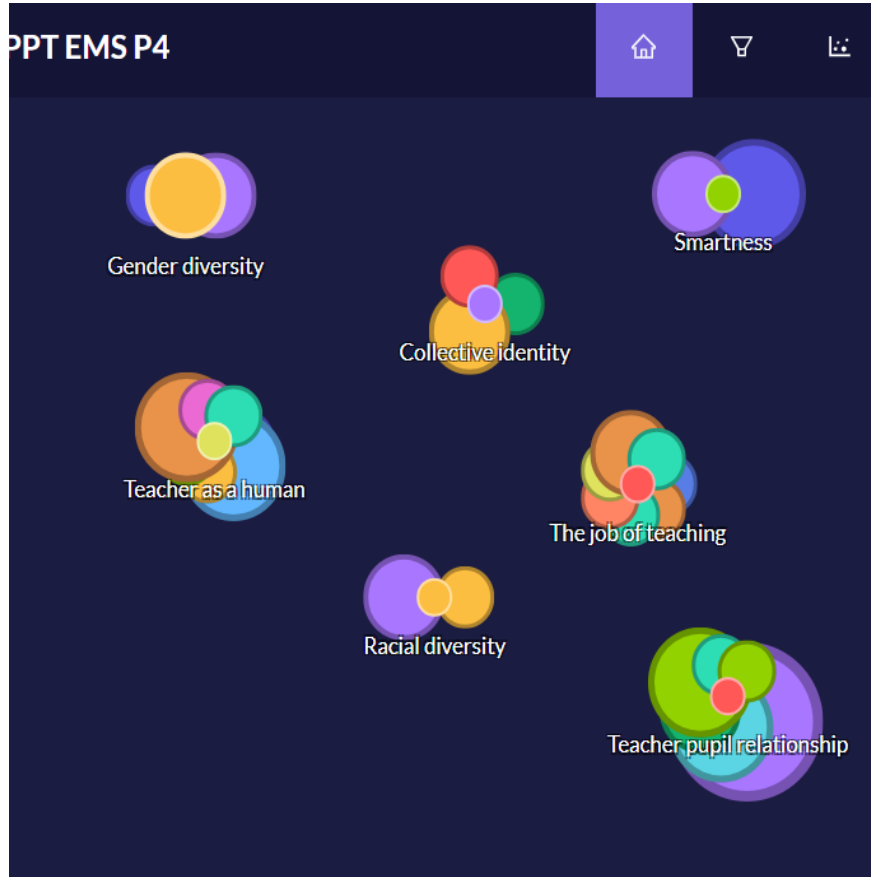 PPT EMS P4
Gender diversity
Smartness
Collective identity
Teacher as a human
The job of teaching
Racial diversity
Teacher pupil relationship